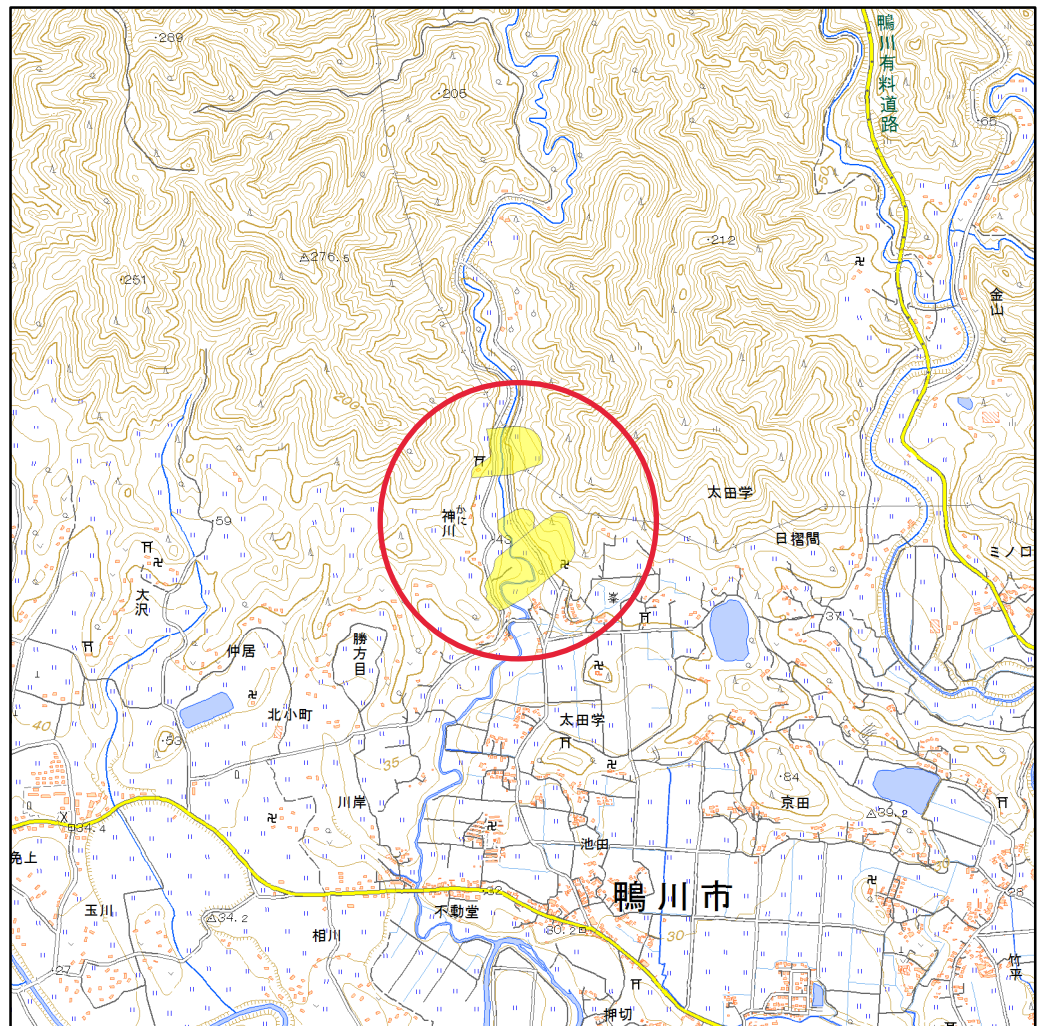 鴨川有料道路
289
205
65
212
276.5
251
金山
200
50
太田学
神川
かに
43
59
日摺間
ミノロ
大沢
峯
37
勝方目
仲居
北小町
太田学
40
53
35
84
川岸
京田
39.2
34.4
池田
免上
32
鴨川市
28
玉川
34.2
不動堂
相川
30.2
30
27
竹平
押切